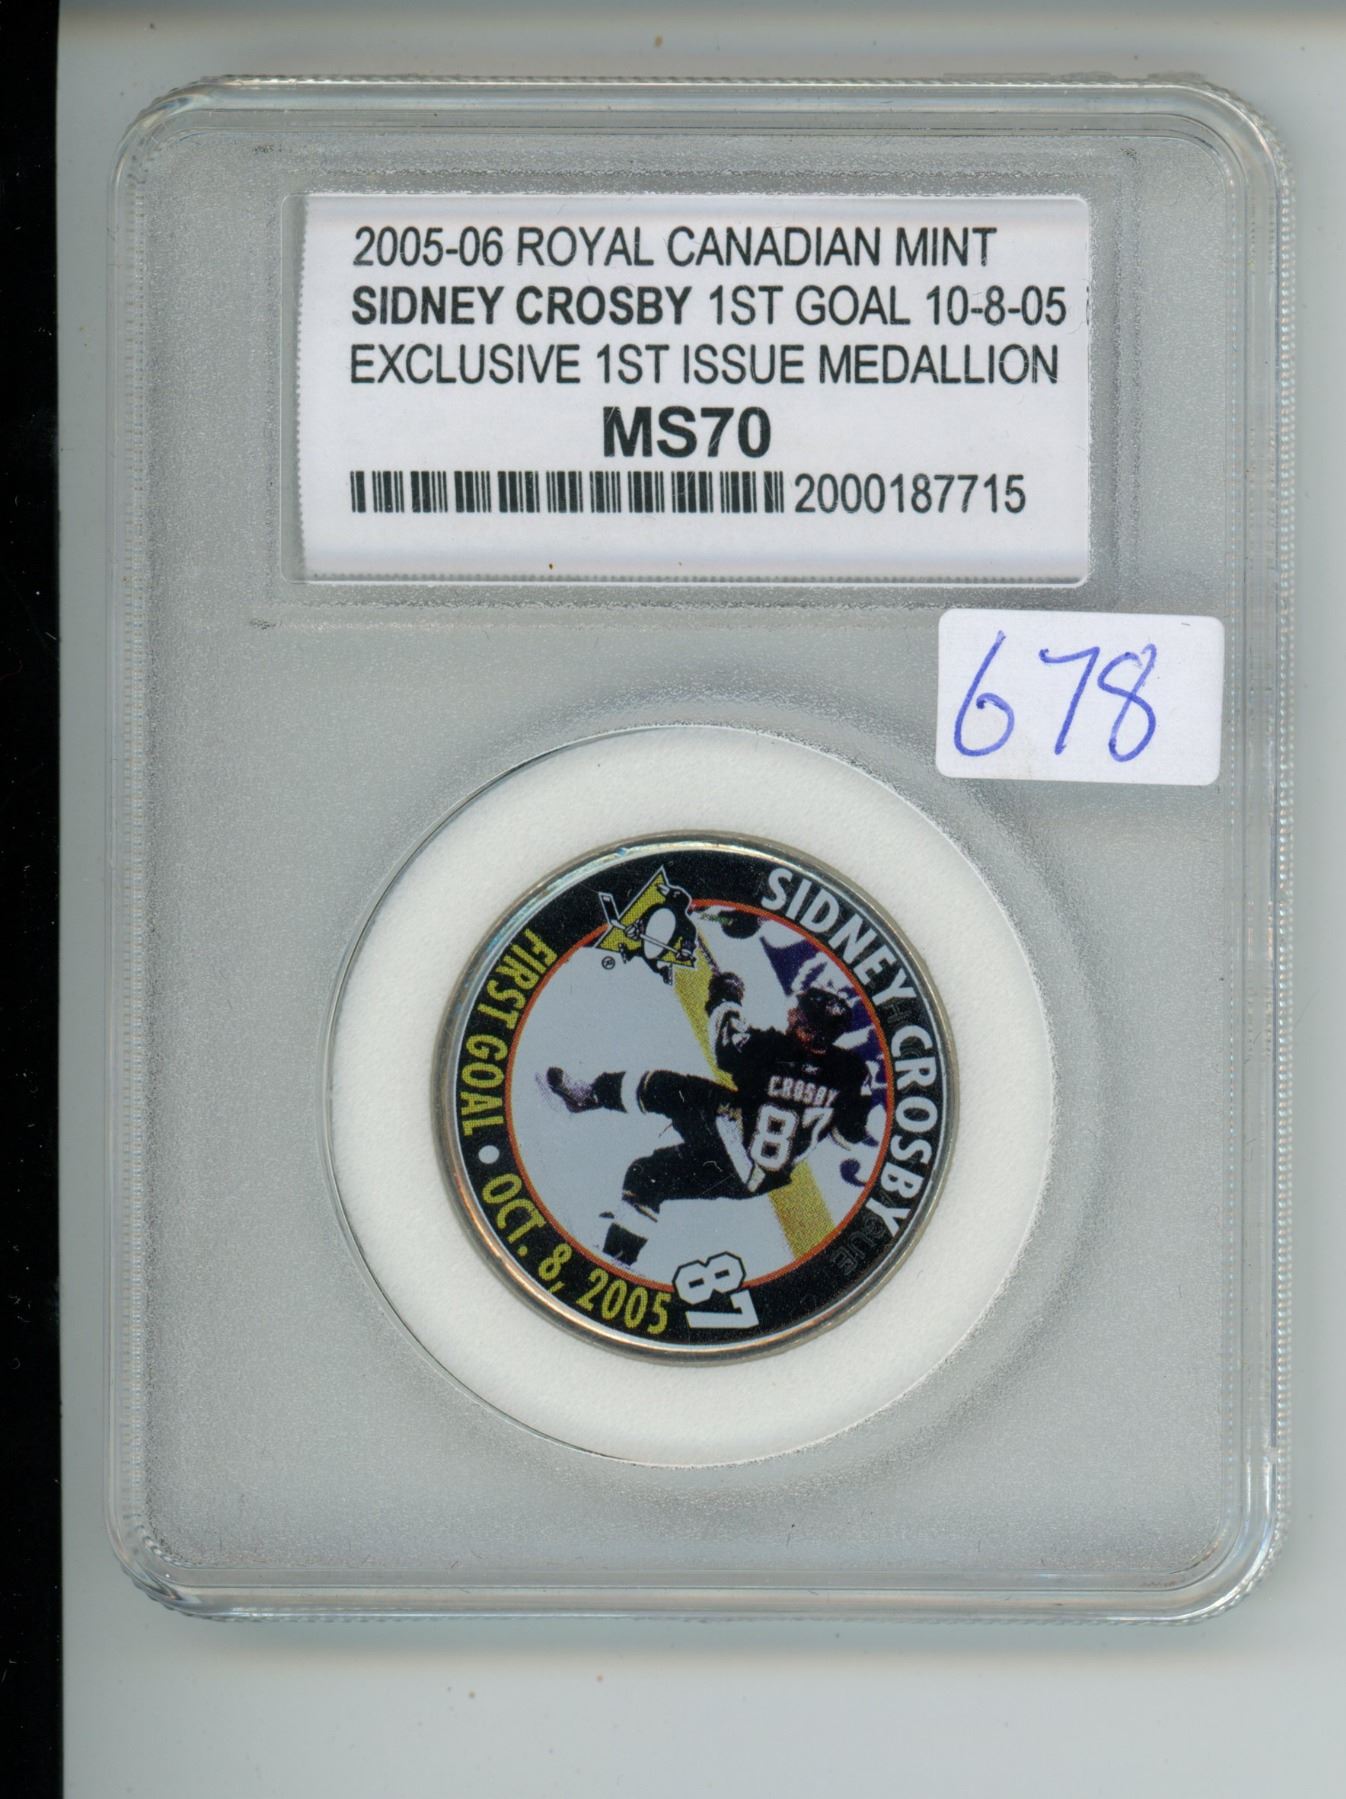 2005-06 ROYAL CANADIAN MINT
SIDNEY CROSBY 1ST GOAL 10-8-05
EXCLUSIVE 1ST ISSUE MEDALLION
MS70
2000187715
678
SIDNEY CROSBY
FIRST GOAL • OCT. 8, 2005
CROSBY
87
87
®